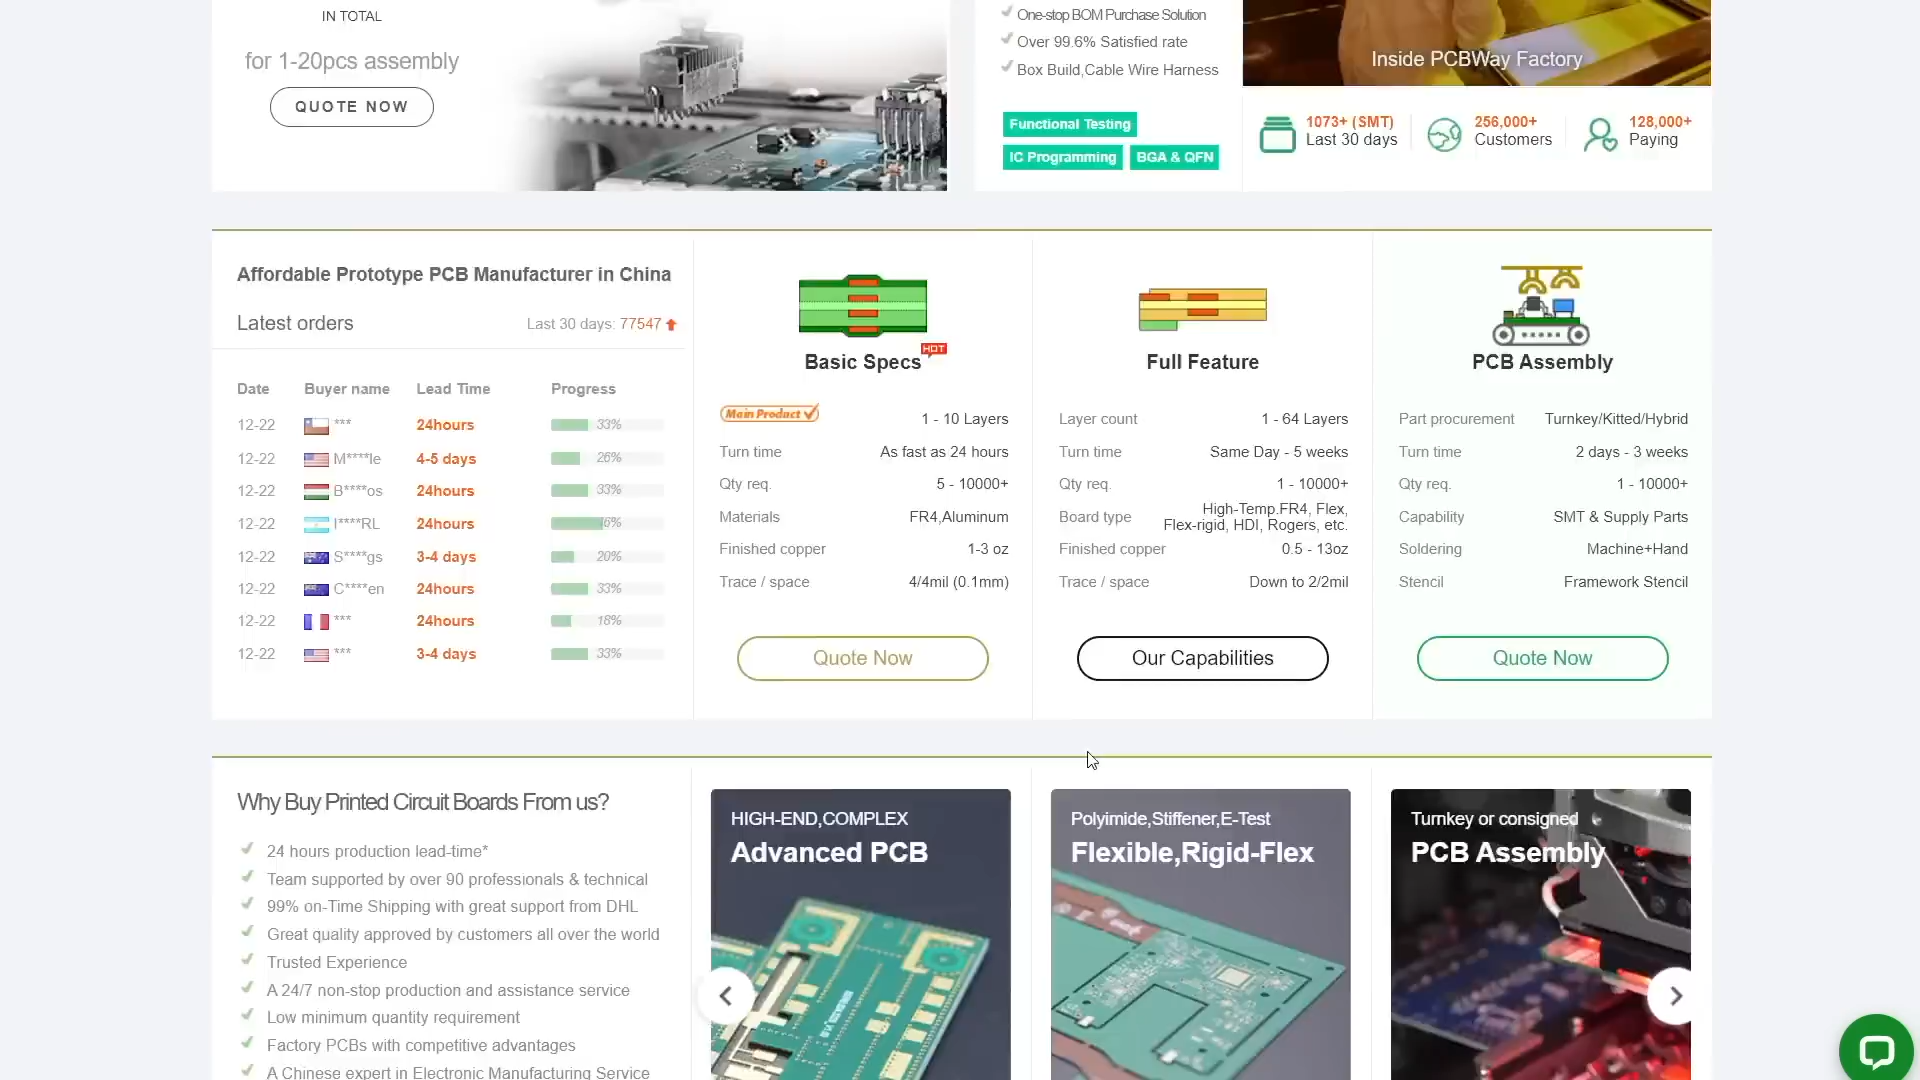 IN TOTAL
for 1-20pcs assembly
QUOTE NOW
One-stop BOM Purchase Solution
Over 99.6% Satisfied rate
Box Build,Cable Wire Harness
Functional Testing
IC Programming
BGA & QFN
Inside PCBWay Factory
1073+ (SMT)
Last 30 days
256,000+
Customers
128,000+
Paying
Affordable Prototype PCB Manufacturer in China
Latest orders
Last 30 days: 77547
Date Buyer name Lead Time Progress
12-22 *** 24hours 33%
12-22 M****le 4-5 days 26%
12-22 B****os 24hours 33%
12-22 I****RL 24hours 6%
12-22 S****gs 3-4 days 20%
12-22 C****en 24hours 33%
12-22 *** 24hours 18%
12-22 *** 3-4 days 33%
HOT
Basic Specs
Main Product 1 - 10 Layers
Turn time As fast as 24 hours
Qty req. 5 - 10000+
Materials FR4,Aluminum
Finished copper 1-3 oz
Trace / space 4/4mil (0.1mm)
Quote Now
Full Feature
Layer count 1 - 64 Layers
Turn time Same Day - 5 weeks
Qty req. 1 - 10000+
Board type High-Temp.FR4, Flex,
Flex-rigid, HDI, Rogers, etc.
Finished copper 0.5 - 13oz
Trace / space Down to 2/2mil
Our Capabilities
PCB Assembly
Part procurement Turnkey/Kitted/Hybrid
Turn time 2 days - 3 weeks
Qty req. 1 - 10000+
Capability SMT & Supply Parts
Soldering Machine+Hand
Stencil Framework Stencil
Quote Now
Why Buy Printed Circuit Boards From us?
24 hours production lead-time*
Team supported by over 90 professionals & technical
99% on-Time Shipping with great support from DHL
Great quality approved by customers all over the world
Trusted Experience
A 24/7 non-stop production and assistance service
Low minimum quantity requirement
Factory PCBs with competitive advantages
A Chinese expert in Electronic Manufacturing Service
HIGH-END,COMPLEX
Advanced PCB
Polyimide,Stiffener,E-Test
Flexible,Rigid-Flex
Turnkey or consigned
PCB Assembly